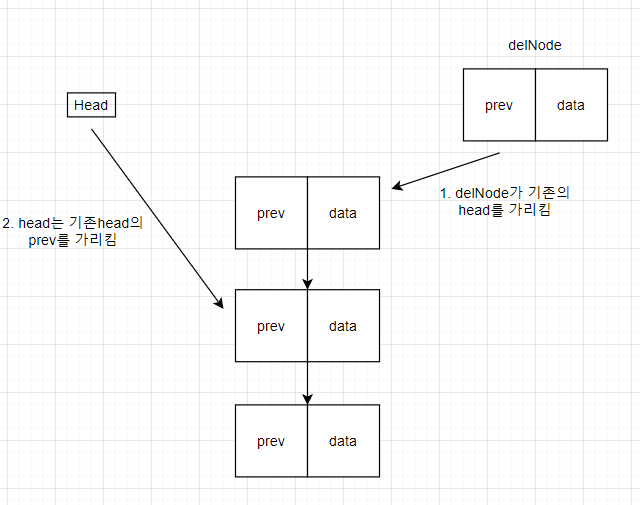 delNode
prev data
Head
prev data
1. delNode가 기존의
head를 가리킴
2. head는 기존head의
prev를 가리킴
prev data
prev data